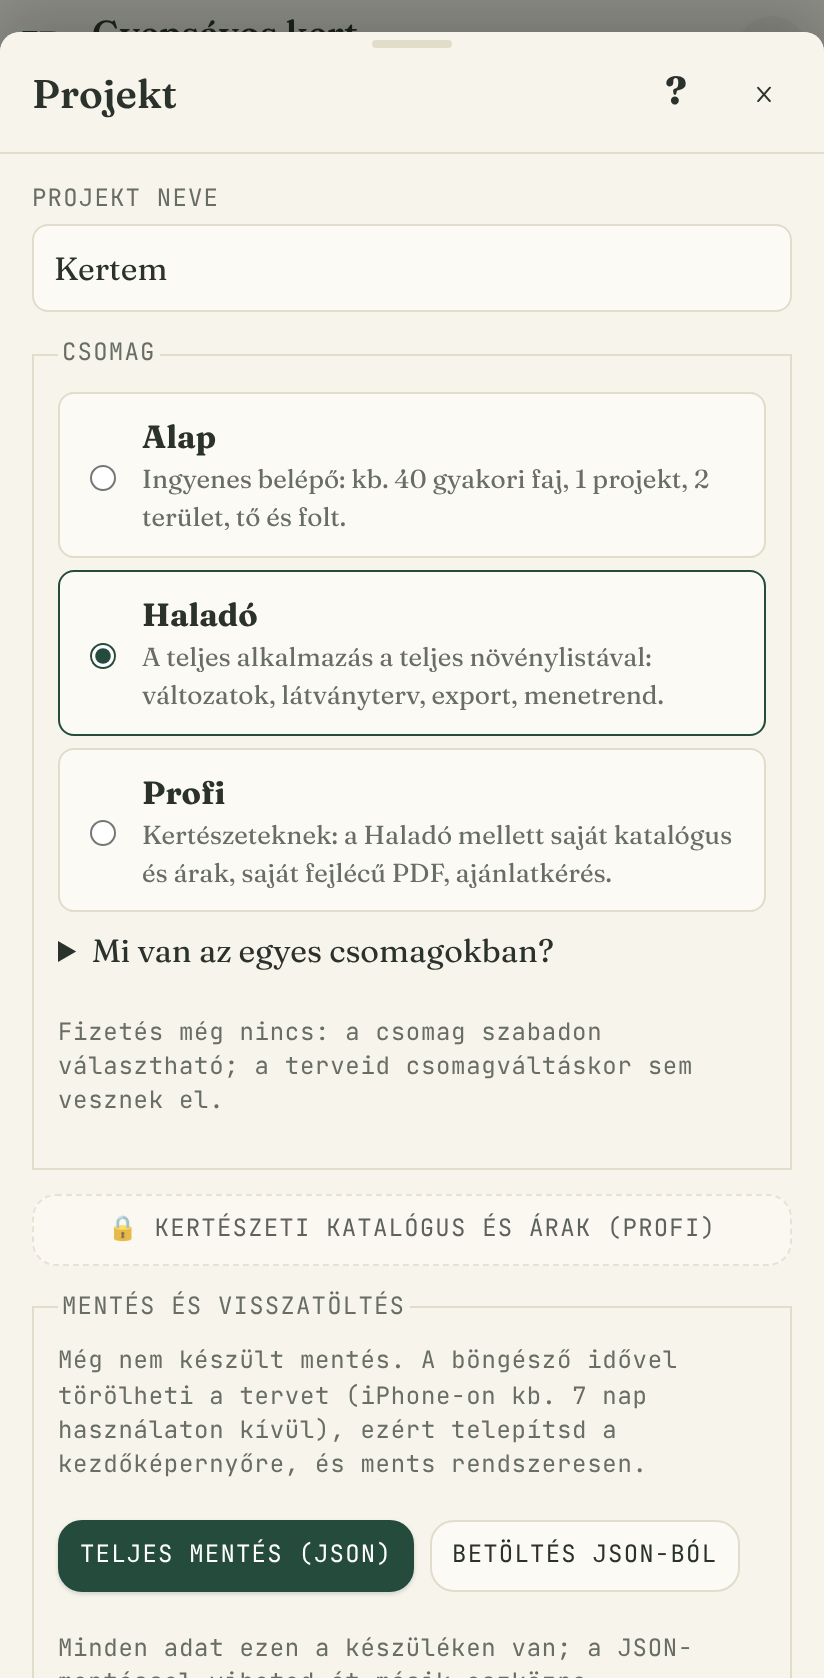 Gyepsávos kert
Projekt
?
x
PROJEKT NEVE
Kertem
CSOMAG
Alap
Ingyenes belépő: kb. 40 gyakori faj, 1 projekt, 2
terület, tő és folt.
Haladó
A teljes alkalmazás a teljes növénylistával:
változatok, látványterv, export, menetrend.
Profi
Kertészeteknek: a Haladó mellett saját katalógus
és árak, saját fejlécű PDF, ajánlatkérés.
Mi van az egyes csomagokban?
Fizetés még nincs: a csomag szabadon
választható; a terveid csomagváltáskor sem
vesznek el.
KERTÉSZETI KATALÓGUS ÉS ÁRAK (PROFI)
MENTÉS ÉS VISSZATÖLTÉS
Még nem készült mentés. A böngésző idővel
törölheti a tervet (iPhone-on kb. 7 nap
használaton kívül), ezért telepítsd a
kezdőképernyőre, és ments rendszeresen.
TELJES MENTÉS (JSON)
BETÖLTÉS JSON-BÓL
Minden adat ezen a készüléken van; a JSON-